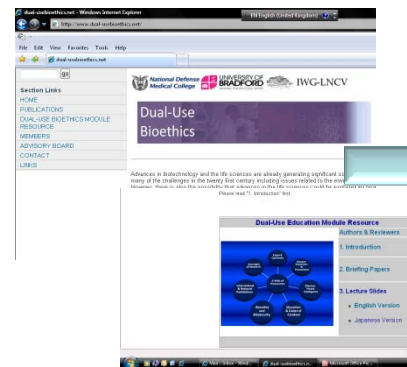 dual-usebioethics.net - Windows Internet Explorer
EN English (United Kingdom)
http://www.dual-usebioethics.net/
File Edit View Favorites Tools Help
dual-usebioethics.net
go
Section Links
HOME
PUBLICATIONS
DUAL-USE BIOETHICS MODULE
RESOURCE
MEMBERS
ADVISORY BOARD
CONTACT
LINKS
National Defense
Medical College
UNIVERSITY OF
BRADFORD
IWG-LNCV
Dual-Use
Bioethics
Advances in biotechnology and the life sciences are already generating significant
many of the challenges in the twenty first century including issues related to the
Please read "1. Introduction" first.
Dual-Use Education Module Resource
Authors & Reviewers
1. Introduction
2. Briefing Papers
3. Lecture Slides
English Version
Japanese Version